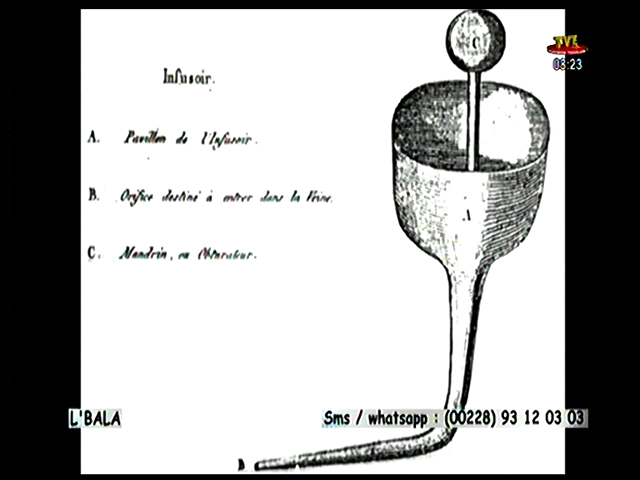 TVT
08:23
Infusoir.
A. Pavillon de l'Infusoir.
B. Orifice destiné à entrer dans la Veine.
C. Mandrin, ou Obturateur.
C
A
B
L'BALA
Sms / whatsapp : (00228) 93 12 03 03